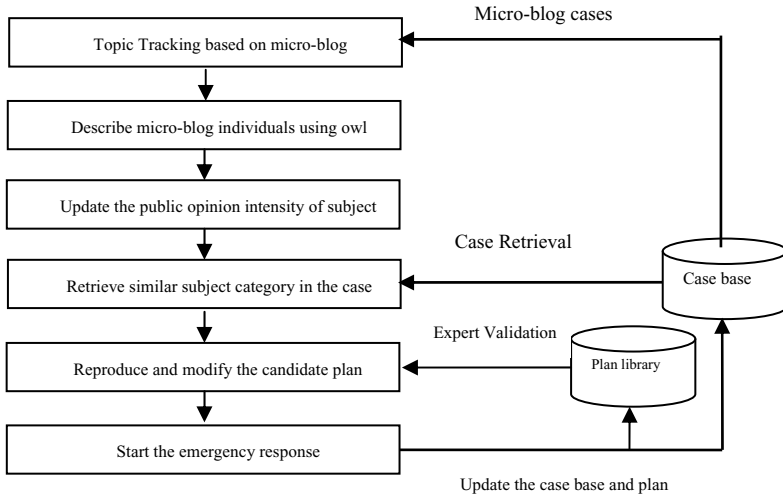 Micro-blog cases
Topic Tracking based on micro-blog
Describe micro-blog individuals using owl
Update the public opinion intensity of subject
Case Retrieval
Retrieve similar subject category in the case
Case base
Expert Validation
Reproduce and modify the candidate plan
Plan library
Start the emergency response
Update the case base and plan